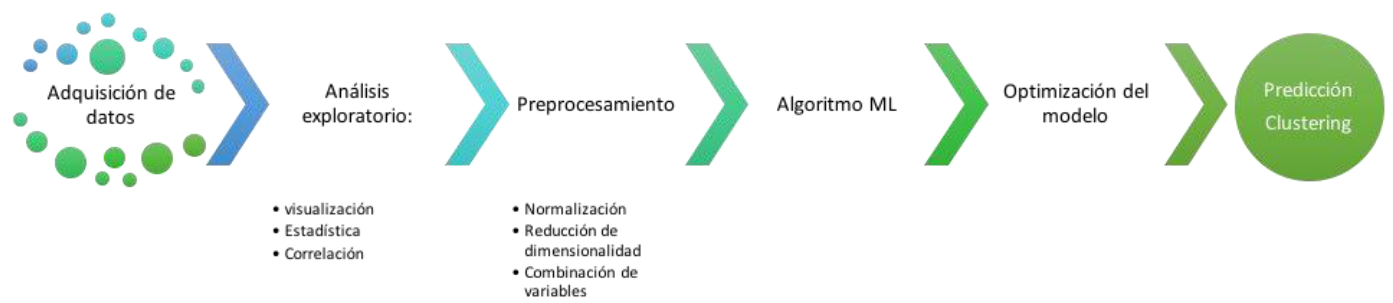 Adquisición de
datos
Análisis
exploratorio:
• visualización
• Estadística
• Correlación
Preprocesamiento
• Normalización
• Reducción de
dimensionalidad
• Combinación de
variables
Algoritmo ML
Optimización del
modelo
Predicción
Clustering